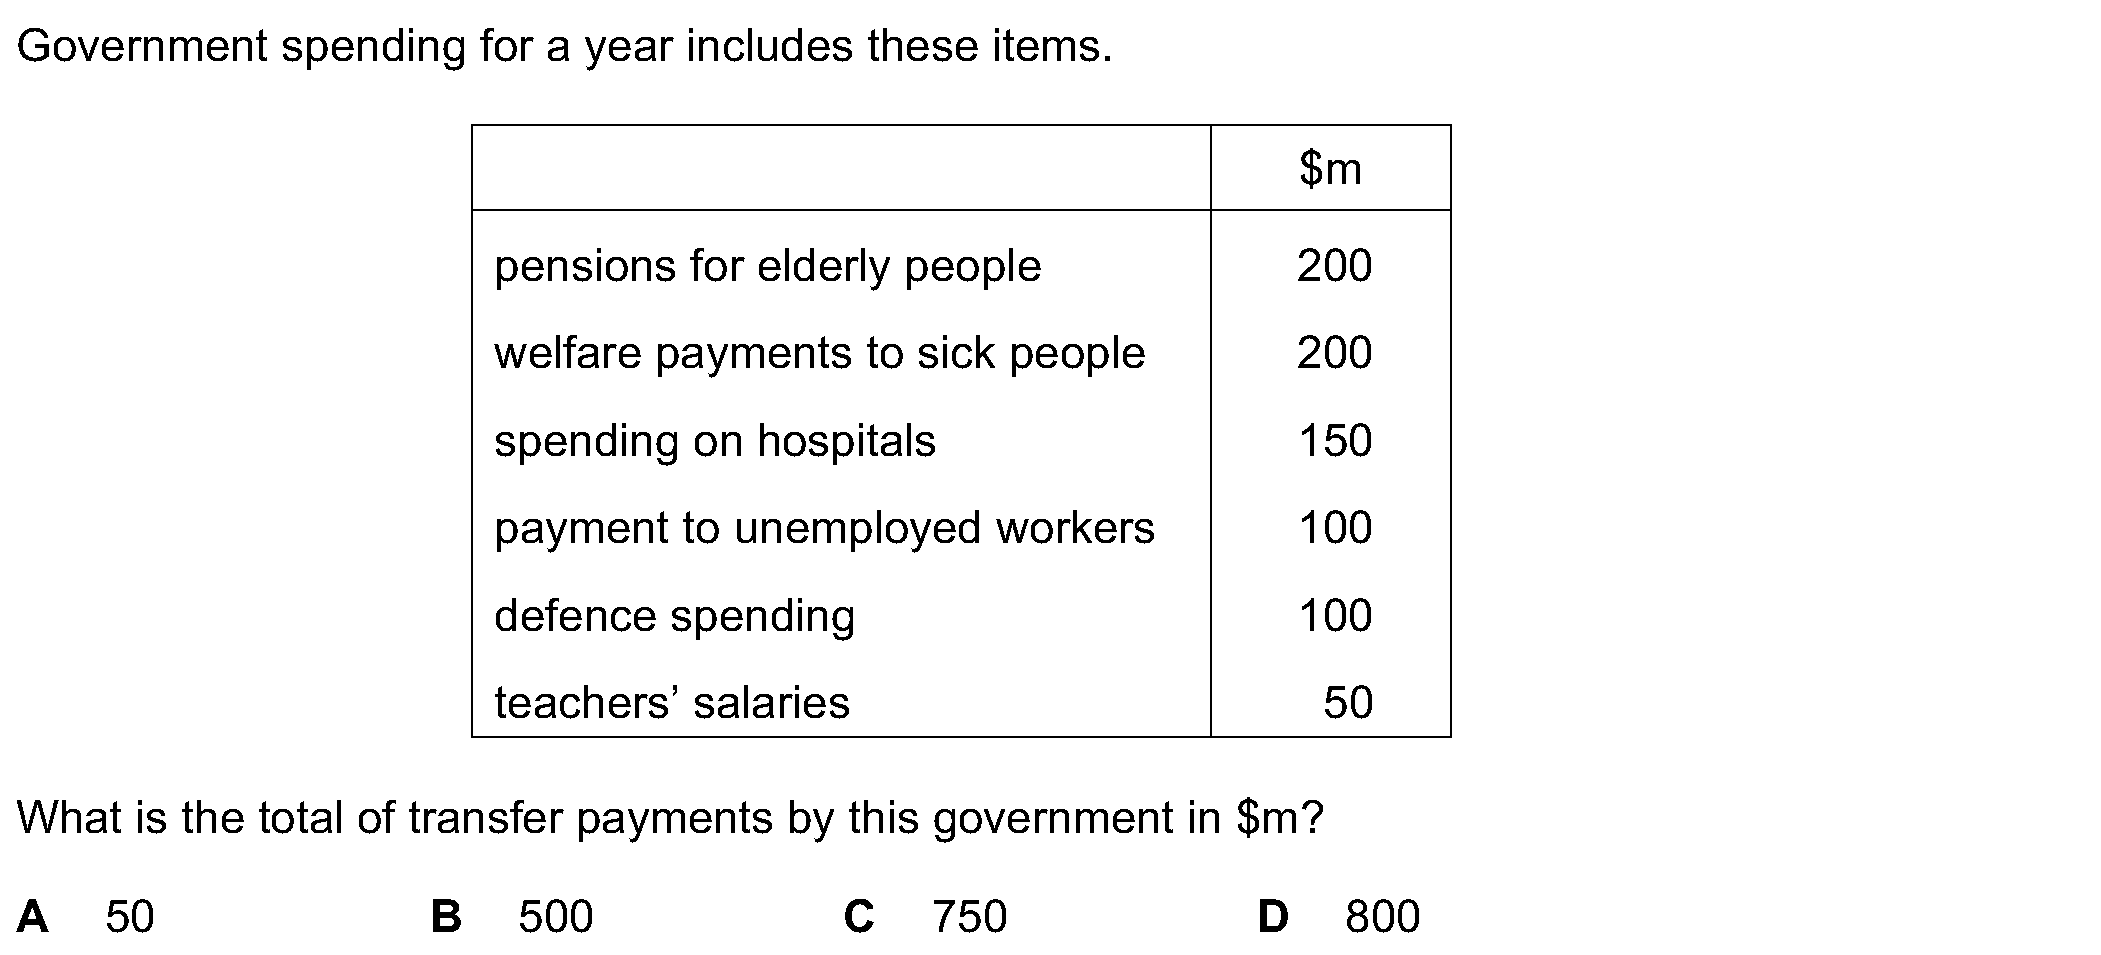 Government spending for a year includes these items.
$m
pensions for elderly people 200
welfare payments to sick people 200
spending on hospitals 150
payment to unemployed workers 100
defence spending 100
teachers’ salaries 50
What is the total of transfer payments by this government in $m?
A 50 B 500 C 750 D 800